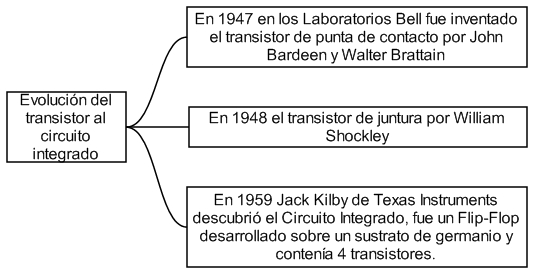 Evolución del
transistor al
circuito
integrado
En 1947 en los Laboratorios Bell fue inventado
el transistor de punta de contacto por John
Bardeen y Walter Brattain
En 1948 el transistor de juntura por William
Shockley
En 1959 Jack Kilby de Texas Instruments
descubrió el Circuito Integrado, fue un Flip-Flop
desarrollado sobre un sustrato de germanio y
contenía 4 transistores.